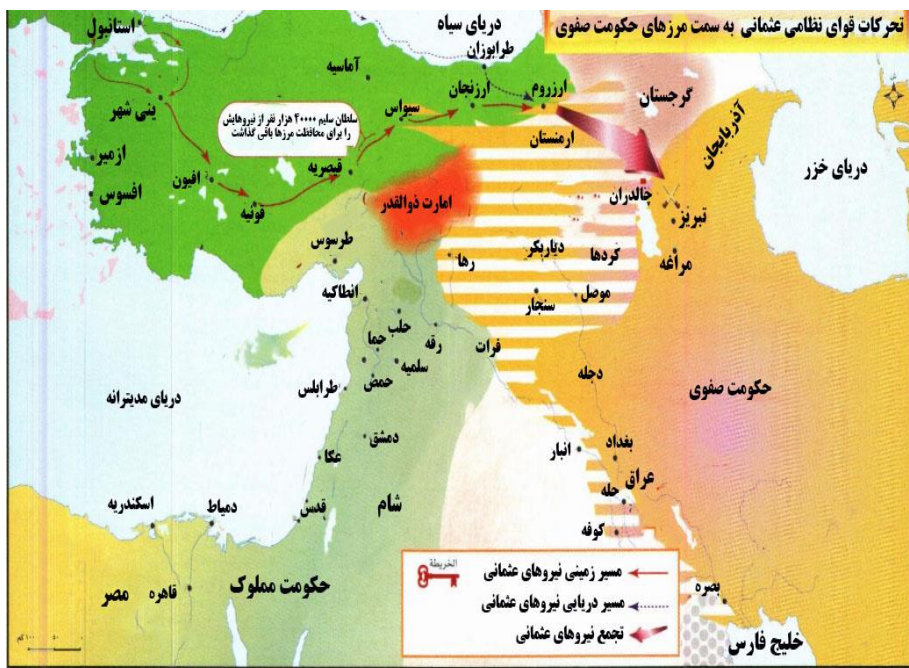 تحرکات قوای نظامی عثمانی به سمت مرزهای حکومت صفوی
دریای سیاه
استانبول
طرابوزان
آماسیه
ارزنجان
ارزروم
گرجستان
سیواس
ینی شهر
سلطان سلیم ۴۰۰۰۰ هزار نفر از نیروهایش
را برای محافظت مرزها باقی گذاشت
ارمنستان
آذربایجان
دریای خزر
ازمیر
افیون
قیصریه
افسوس
قونیه
امارت ذوالقدر
چالدران
تبریز
طرسوس
رها
دیاربکر
کردها
مراغه
انطاکیه
سنجار
موصل
حلب
حما
رقه
فرات
سلمیه
حمص
طرابلس
دجله
حکومت صفوی
دریای مدیترانه
دمشق
عکا
انبار
بغداد
عراق
حله
شام
قدس
دمیاط
اسکندریه
کوفه
حکومت مملوک
مصر
قاهره
الخريطة
مسیر زمینی نیروهای عثمانی
مسیر دریایی نیروهای عثمانی
تجمع نیروهای عثمانی
بصره
خلیج فارس
۰ ۵۰ ۱۰۰ کم